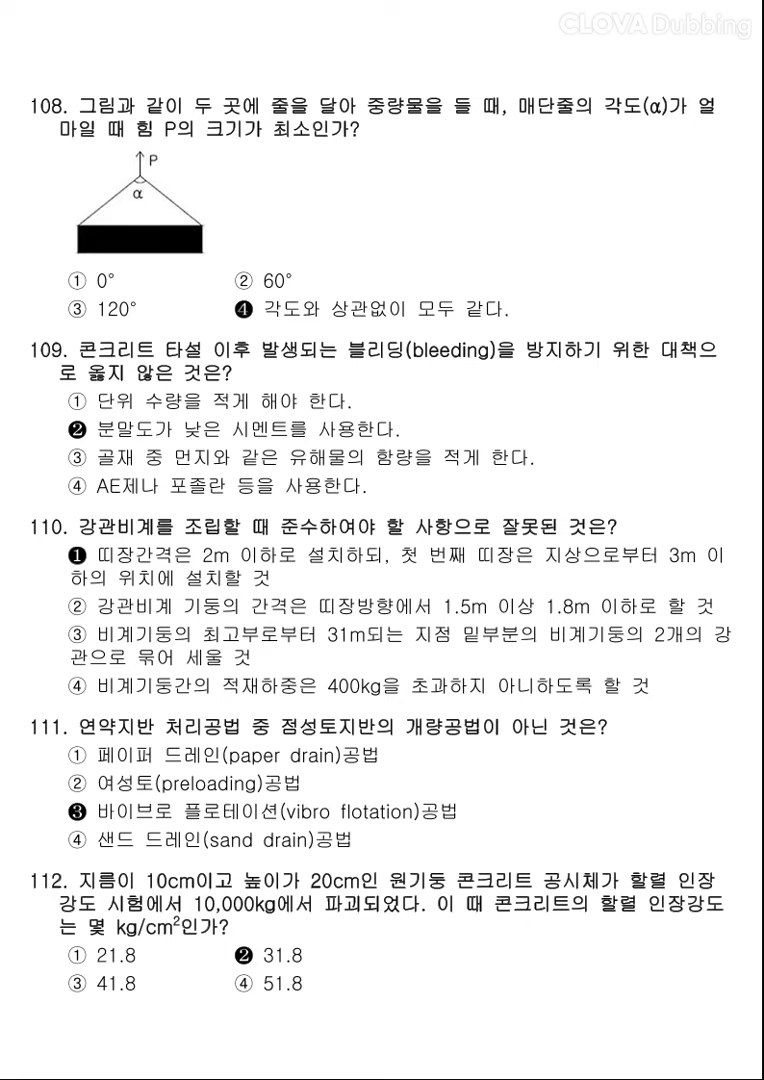 CLOVA Dubbing
108. 그림과 같이 두 곳에 줄을 달아 중량물을 들 때, 매단줄의 각도(α)가 얼
마일 때 힘 P의 크기가 최소인가?
P
α
① 0° ② 60°
③ 120° ❹ 각도와 상관없이 모두 같다.
109. 콘크리트 타설 이후 발생되는 블리딩(bleeding)을 방지하기 위한 대책으
로 옳지 않은 것은?
① 단위 수량을 적게 해야 한다.
❷ 분말도가 낮은 시멘트를 사용한다.
③ 골재 중 먼지와 같은 유해물의 함량을 적게 한다.
④ AE제나 포졸란 등을 사용한다.
110. 강관비계를 조립할 때 준수하여야 할 사항으로 잘못된 것은?
❶ 띠장간격은 2m 이하로 설치하되, 첫 번째 띠장은 지상으로부터 3m 이
하의 위치에 설치할 것
② 강관비계 기둥의 간격은 띠장방향에서 1.5m 이상 1.8m 이하로 할 것
③ 비계기둥의 최고부로부터 31m되는 지점 밑부분의 비계기둥의 2개의 강
관으로 묶어 세울 것
④ 비계기둥간의 적재하중은 400kg을 초과하지 아니하도록 할 것
111. 연약지반 처리공법 중 점성토지반의 개량공법이 아닌 것은?
① 페이퍼 드레인(paper drain)공법
② 여성토(preloading)공법
❸ 바이브로 플로테이션(vibro flotation)공법
④ 샌드 드레인(sand drain)공법
112. 지름이 10cm이고 높이가 20cm인 원기둥 콘크리트 공시체가 할렬 인장
강도 시험에서 10,000kg에서 파괴되었다. 이 때 콘크리트의 할렬 인장강도
는 몇 kg/cm²인가?
① 21.8 ❷ 31.8
③ 41.8 ④ 51.8